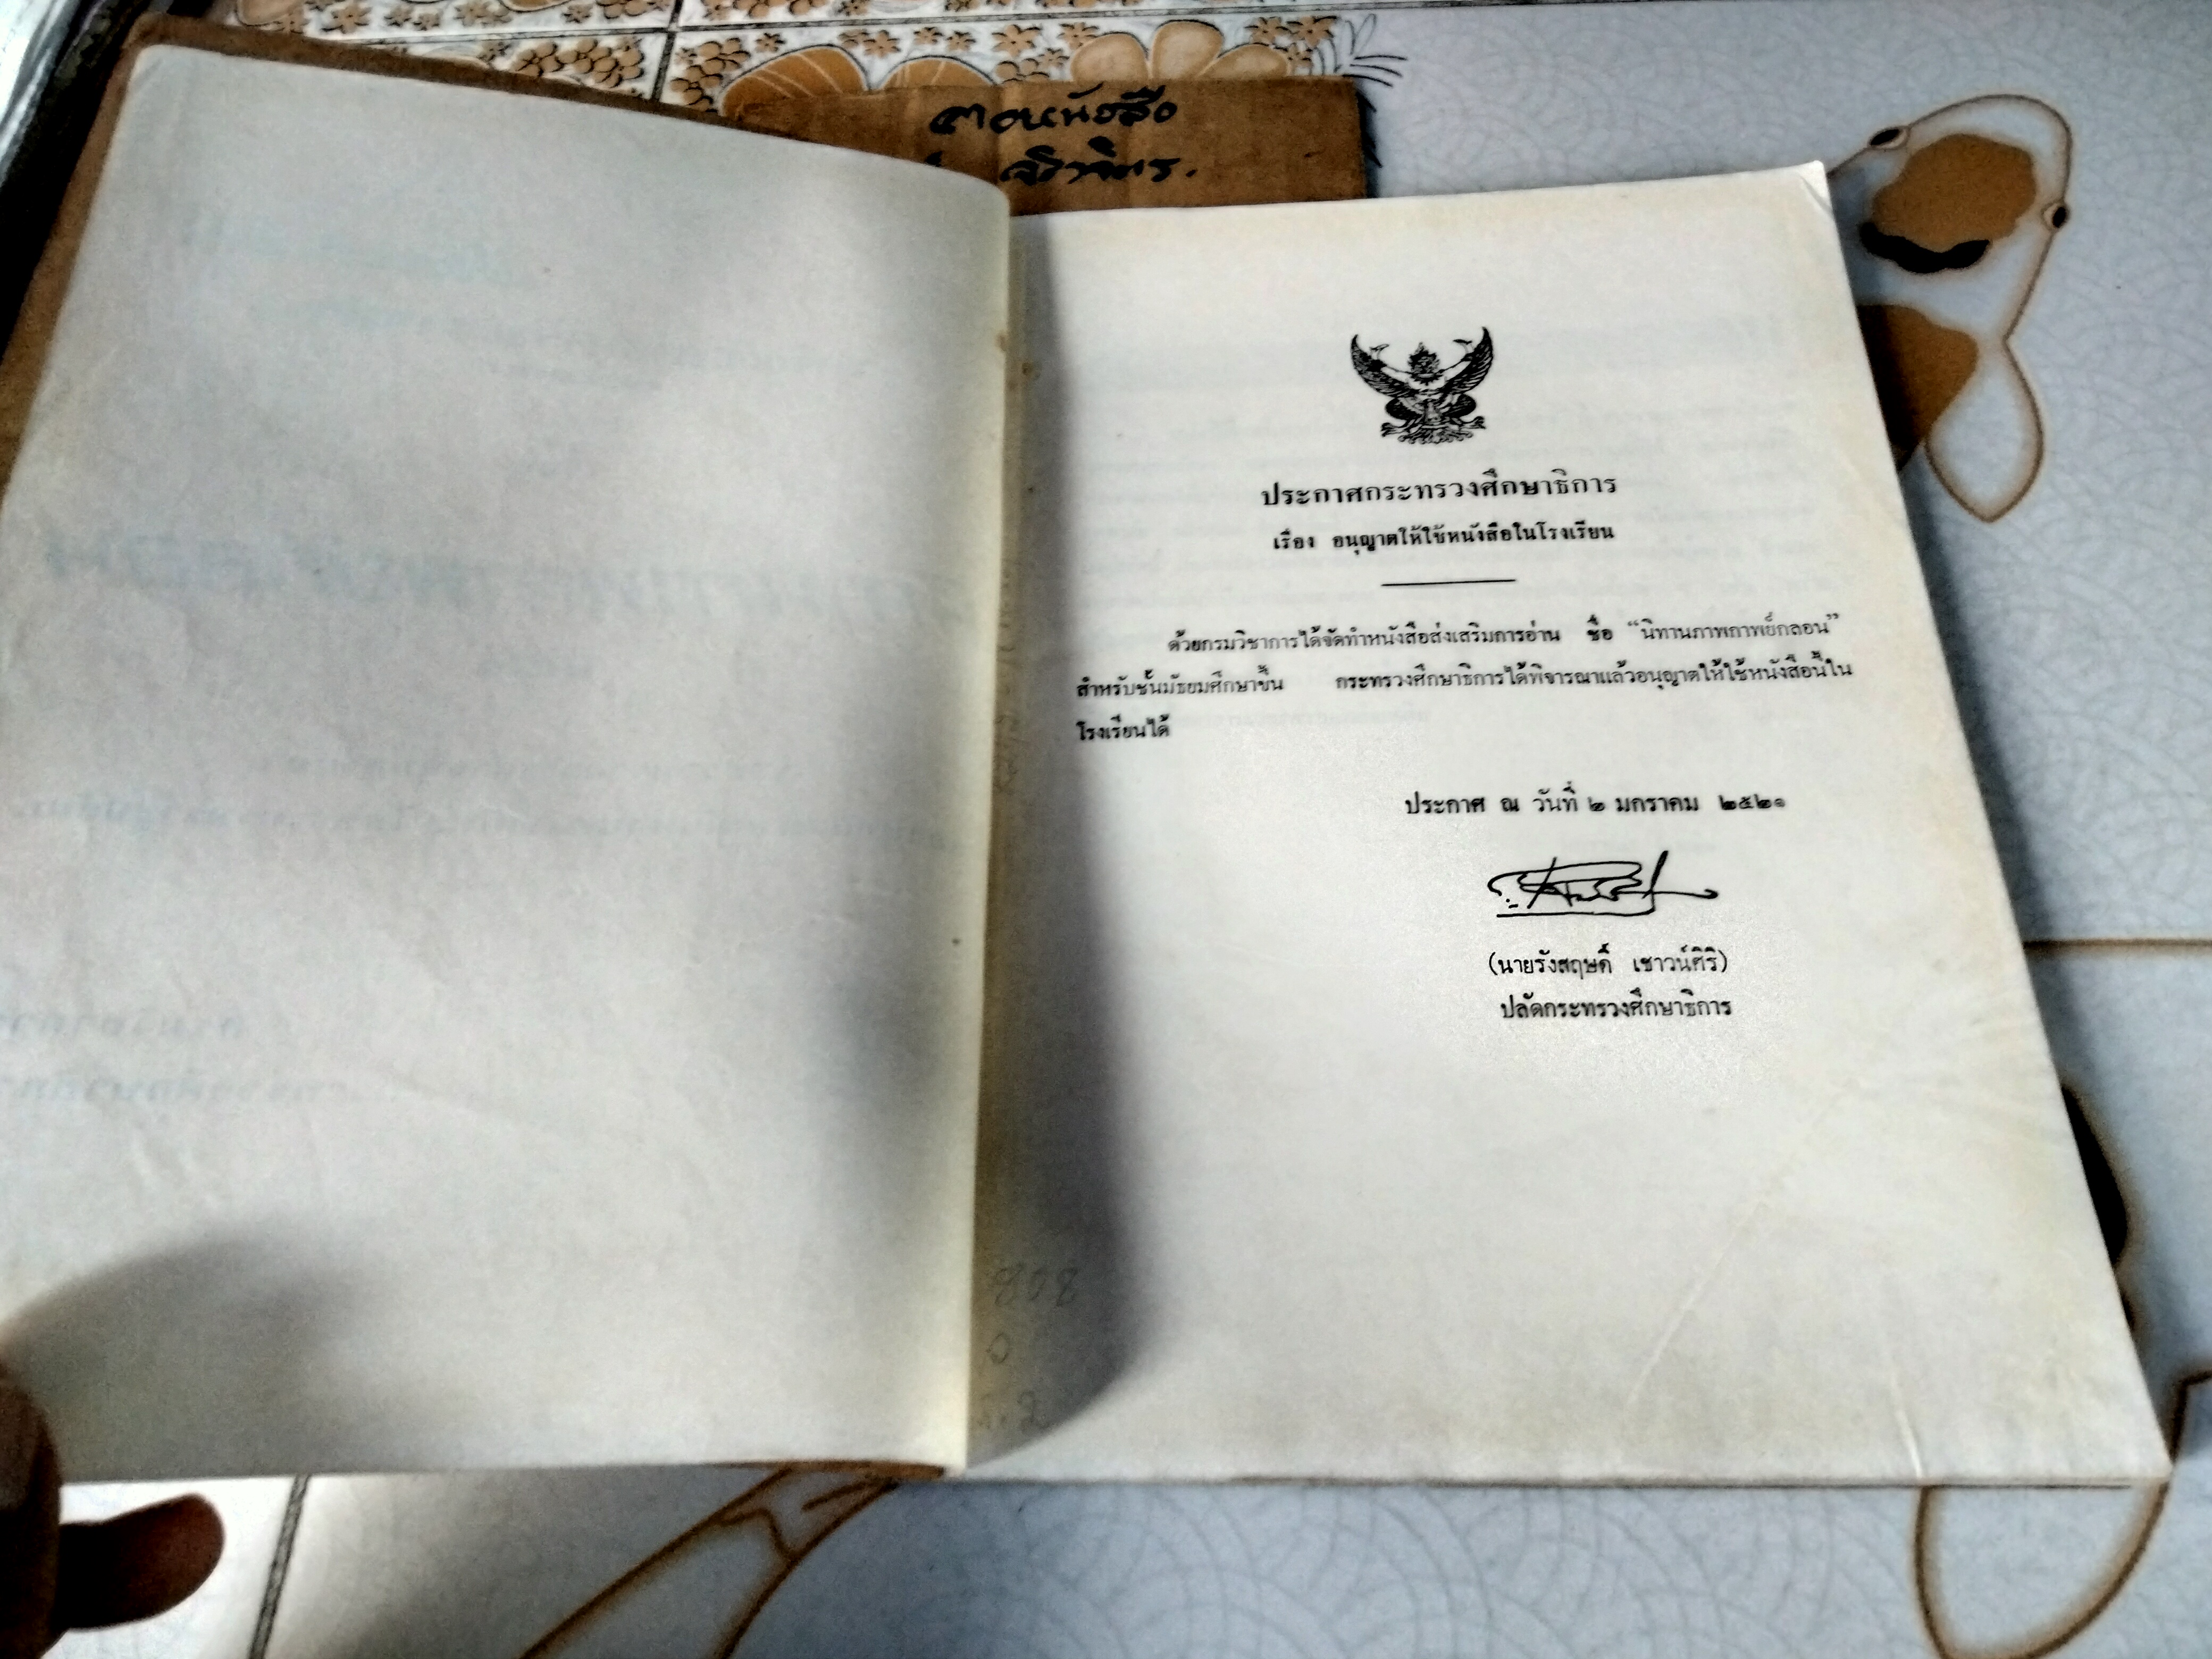 ประกาศกระทรวงศึกษาธิการ
เรื่อง อนุญาตให้ใช้หนังสือในโรงเรียน
ด้วยกรมวิชาการได้จัดทำหนังสือส่งเสริมการอ่าน ชื่อ “นิทานภาพกาพย์กลอน”
สำหรับชั้นมัธยมศึกษาขึ้น กระทรวงศึกษาธิการได้พิจารณาแล้วอนุญาตให้ใช้หนังสือนี้ใน
โรงเรียนได้
ประกาศ ณ วันที่ ๒ มกราคม ๒๕๒๑
(นายรังสฤษดิ์ เชาวน์ศิริ)
ปลัดกระทรวงศึกษาธิการ
808